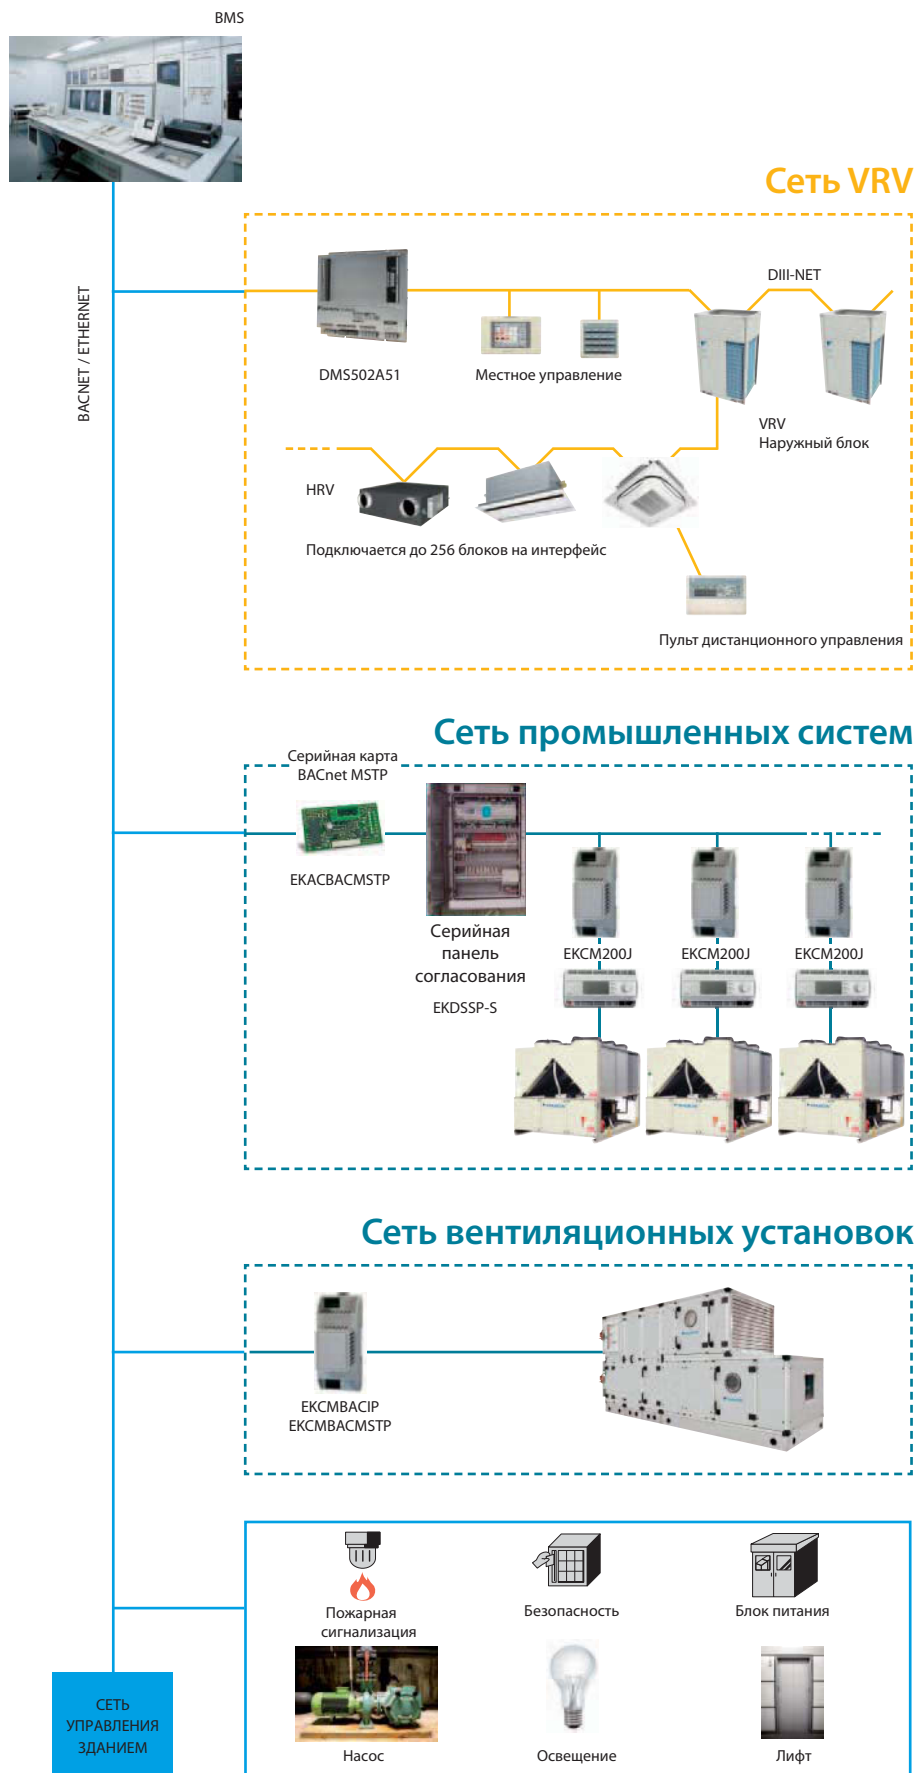 BMS
Сеть VRV
BACNET / ETHERNET
DIII-NET
DMS502A51
Местное управление
VRV
Наружный блок
HRV
Подключается до 256 блоков на интерфейс
Пульт дистанционного управления
Сеть промышленных систем
Серийная карта
BACnet MSTP
EKACBACMSTP
Серийная
панель
согласования
EKDSSP-S
EKCM200J
EKCM200J
EKCM200J
Сеть вентиляционных установок
EKCMBACIP
EKCMBACMSTP
Пожарная
сигнализация
Безопасность
Блок питания
СЕТЬ
УПРАВЛЕНИЯ
ЗДАНИЕМ
Насос
Освещение
Лифт